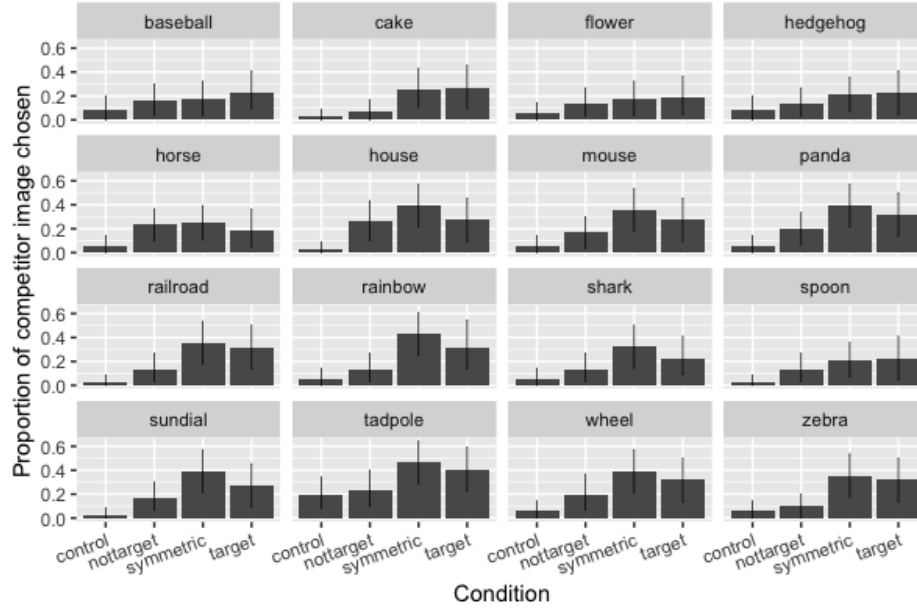 baseball cake flower hedgehog
0.6
0.4
0.2
0.0
horse house mouse panda
0.6
0.4
0.2
0.0
railroad rainbow shark spoon
0.6
0.4
0.2
0.0
sundial tadpole wheel zebra
0.6
0.4
0.2
0.0
control nottarget symmetric target control nottarget symmetric target control nottarget symmetric target control nottarget symmetric target
Condition
Proportion of competitor image chosen